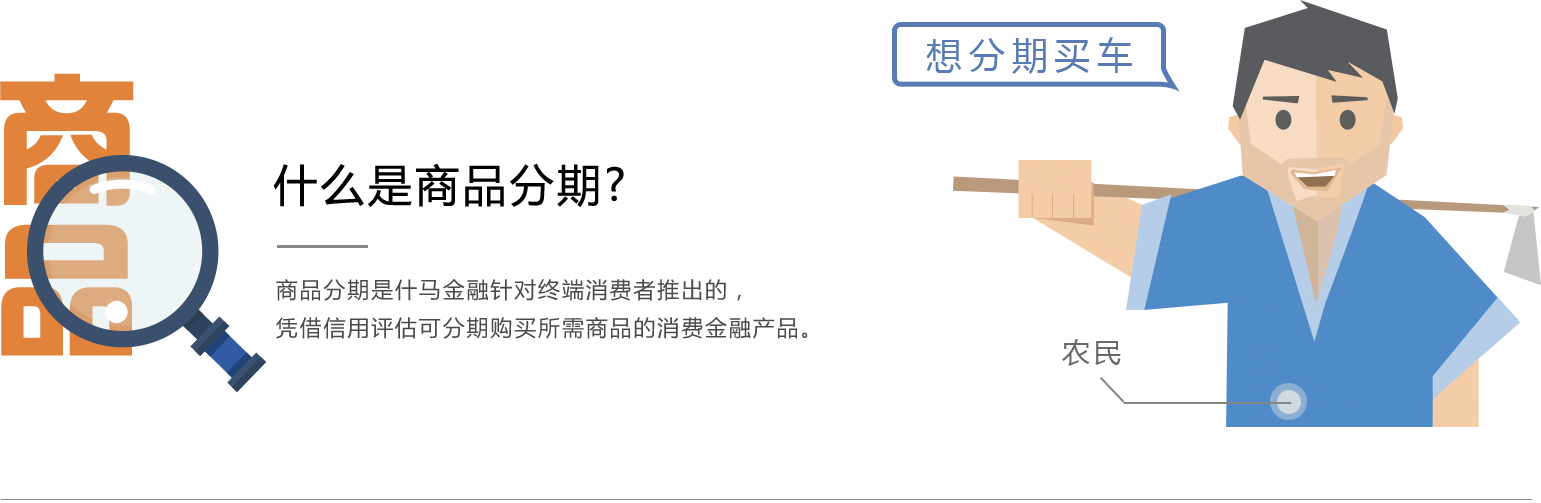 商品
什么是商品分期?
商品分期是什马金融针对终端消费者推出的，
凭借信用评估可分期购买所需商品的消费金融产品。
想分期买车
农民